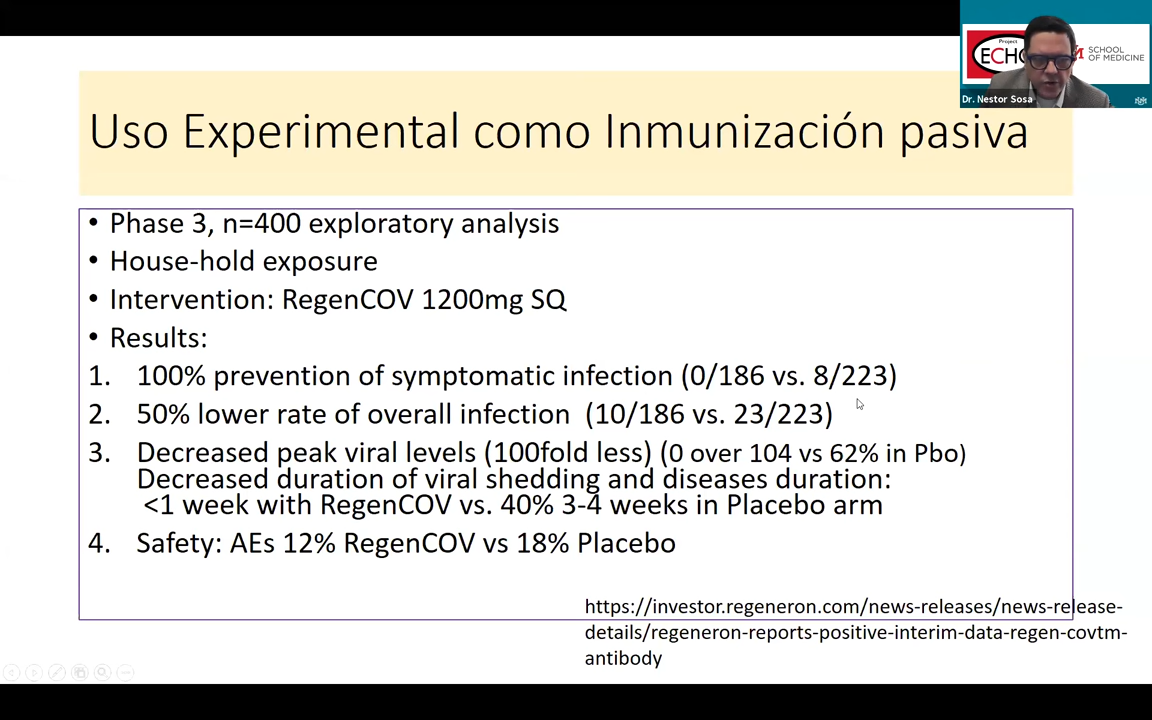 Project
ECHO
SCHOOL
OF MEDICINE
Dr. Nestor Sosa
Uso Experimental como Inmunización pasiva
• Phase 3, n=400 exploratory analysis
• House-hold exposure
• Intervention: RegenCOV 1200mg SQ
• Results:
1. 100% prevention of symptomatic infection (0/186 vs. 8/223)
2. 50% lower rate of overall infection (10/186 vs. 23/223)
3. Decreased peak viral levels (100fold less) (0 over 104 vs 62% in Pbo)
Decreased duration of viral shedding and diseases duration:
<1 week with RegenCOV vs. 40% 3-4 weeks in Placebo arm
4. Safety: AEs 12% RegenCOV vs 18% Placebo
https://investor.regeneron.com/news-releases/news-release-
details/regeneron-reports-positive-interim-data-regen-covtm-
antibody